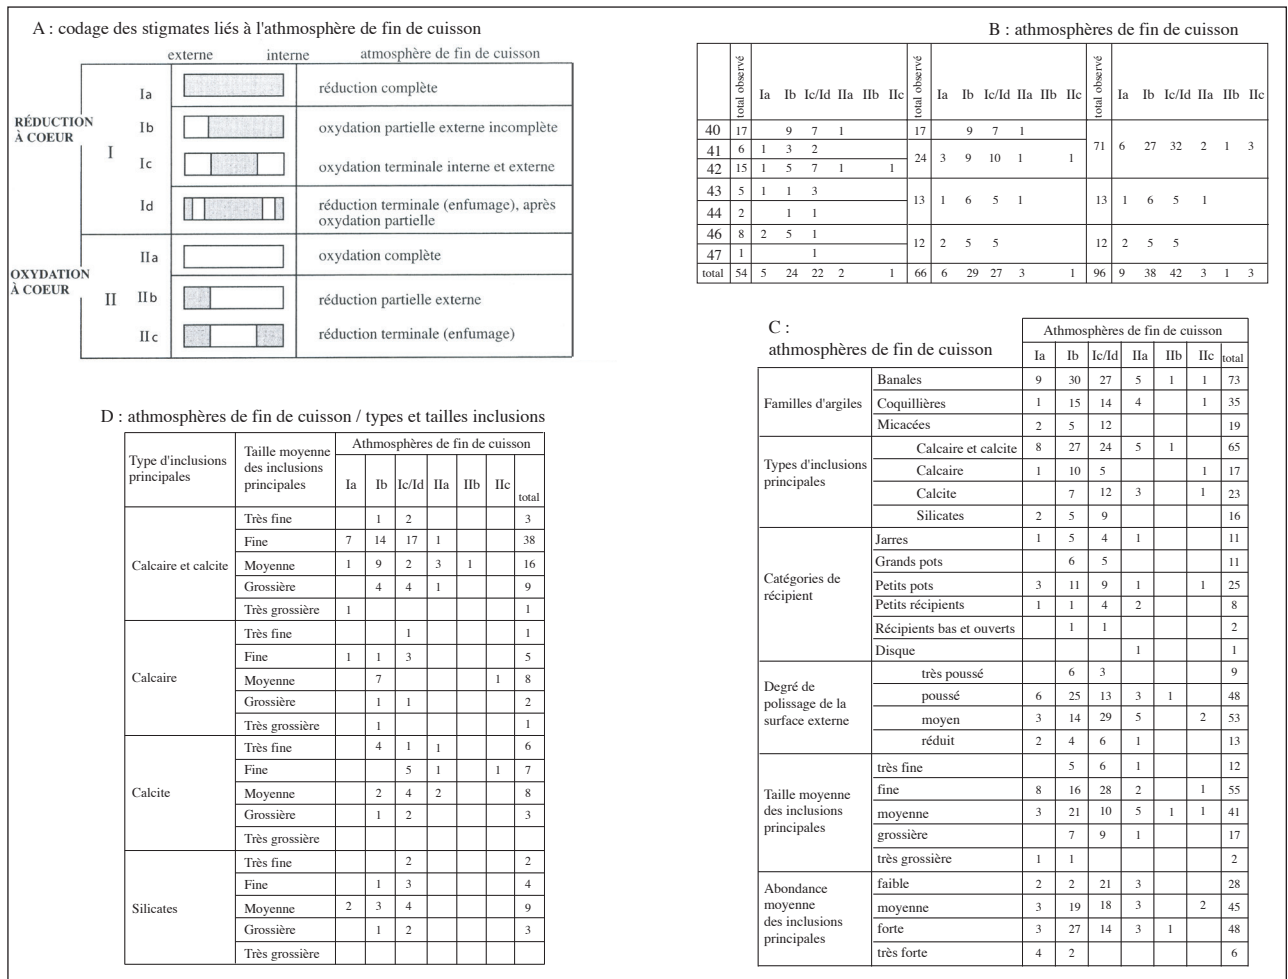 A : codage des stigmates liés à l'athmosphère de fin de cuisson
externe interne atmosphère de fin de cuisson
RÉDUCTION
À COEUR
I
Ia réduction complète
Ib oxydation partielle externe incomplète
Ic oxydation terminale interne et externe
Id réduction terminale (enfumage), après
oxydation partielle
OXYDATION
À COEUR
II
IIa oxydation complète
IIb réduction partielle externe
IIc réduction terminale (enfumage)
B : athmosphères de fin de cuisson
total observé Ia Ib Ic/Id IIa IIb IIc total observé Ia Ib Ic/Id IIa IIb IIc total observé Ia Ib Ic/Id IIa IIb IIc
40 17 9 7 1 17 9 7 1
41 6 1 3 2
71 6 27 32 2 1 3
24 3 9 10 1 1
42 15 1 5 7 1 1
43 5 1 1 3
13 1 6 5 1 13 1 6 5 1
44 2 1 1
46 8 2 5 1
12 2 5 5 12 2 5 5
47 1 1
total 54 5 24 22 2 1 66 6 29 27 3 1 96 9 38 42 3 1 3
C :
athmosphères de fin de cuisson
Athmosphères de fin de cuisson
Ia Ib Ic/Id IIa IIb IIc total
Familles d'argiles
Banales 9 30 27 5 1 1 73
Coquillières 1 15 14 4 1 35
Micacées 2 5 12 19
Types d'inclusions
principales
Calcaire et calcite 8 27 24 5 1 65
Calcaire 1 10 5 1 17
Calcite 7 12 3 1 23
Silicates 2 5 9 16
Catégories de
récipient
Jarres 1 5 4 1 11
Grands pots 6 5 11
Petits pots 3 11 9 1 1 25
Petits récipients 1 1 4 2 8
Récipients bas et ouverts 1 1 2
Disque 1 1
Degré de
polissage de la
surface externe
très poussé 6 3 9
poussé 6 25 13 3 1 48
moyen 3 14 29 5 2 53
réduit 2 4 6 1 13
Taille moyenne
des inclusions
principales
très fine 5 6 1 12
fine 8 16 28 2 1 55
moyenne 3 21 10 5 1 1 41
grossière 7 9 1 17
très grossière 1 1 2
Abondance
moyenne
des inclusions
principales
faible 2 2 21 3 28
moyenne 3 19 18 3 2 45
forte 3 27 14 3 1 48
très forte 4 2 6
D : athmosphères de fin de cuisson / types et tailles inclusions
Type d'inclusions
principales
Taille moyenne
des inclusions
principales
Athmosphères de fin de cuisson
Ia Ib Ic/Id IIa IIb IIc total
Calcaire et calcite
Très fine 1 2 3
Fine 7 14 17 1 38
Moyenne 1 9 2 3 1 16
Grossière 4 4 1 9
Très grossière 1 1
Calcaire
Très fine 1 1
Fine 1 1 3 5
Moyenne 7 1 8
Grossière 1 1 2
Très grossière 1 1
Calcite
Très fine 4 1 1 6
Fine 5 1 1 7
Moyenne 2 4 2 8
Grossière 1 2 3
Très grossière
Silicates
Très fine 2 2
Fine 1 3 4
Moyenne 2 3 4 9
Grossière 1 2 3
Très grossière